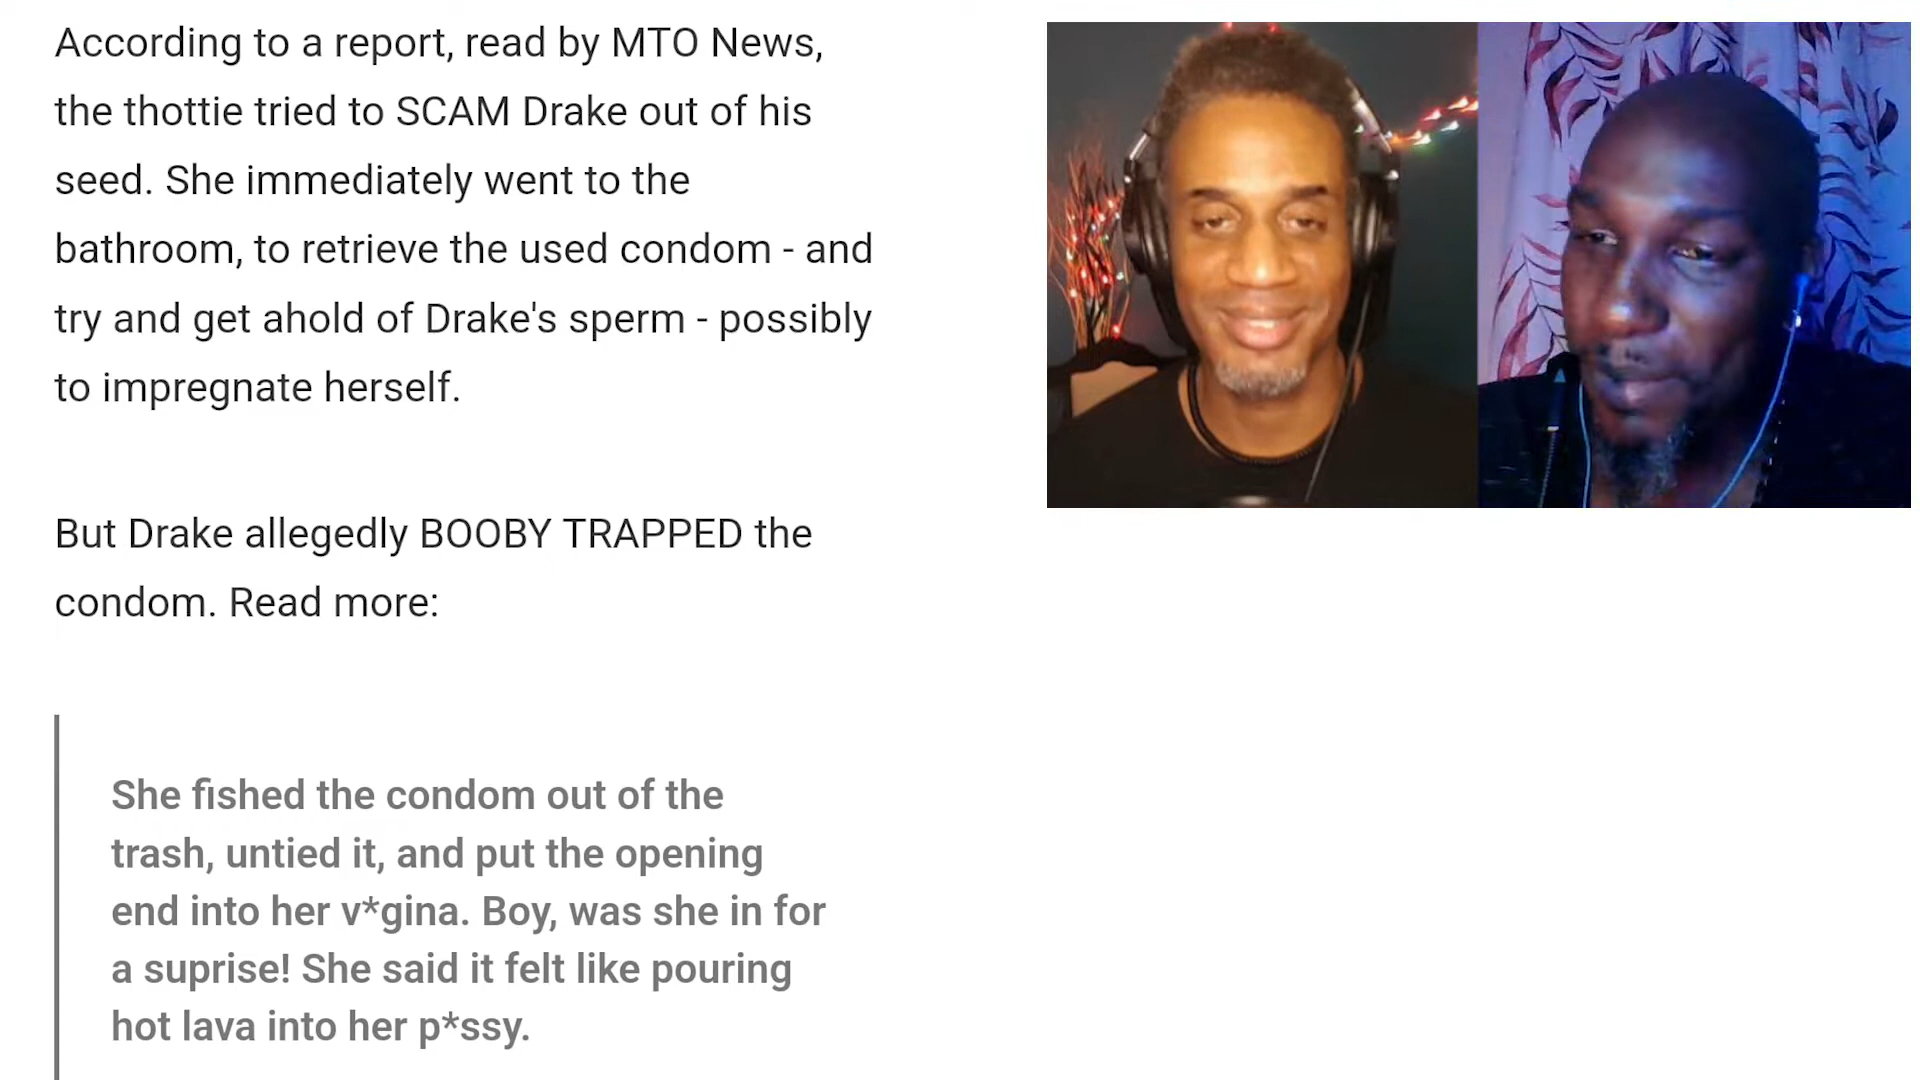 According to a report, read by MTO News,
the thottie tried to SCAM Drake out of his
seed. She immediately went to the
bathroom, to retrieve the used condom - and
try and get ahold of Drake's sperm - possibly
to impregnate herself.
But Drake allegedly BOOBY TRAPPED the
condom. Read more:
She fished the condom out of the
trash, untied it, and put the opening
end into her v*gina. Boy, was she in for
a suprise! She said it felt like pouring
hot lava into her p*ssy.